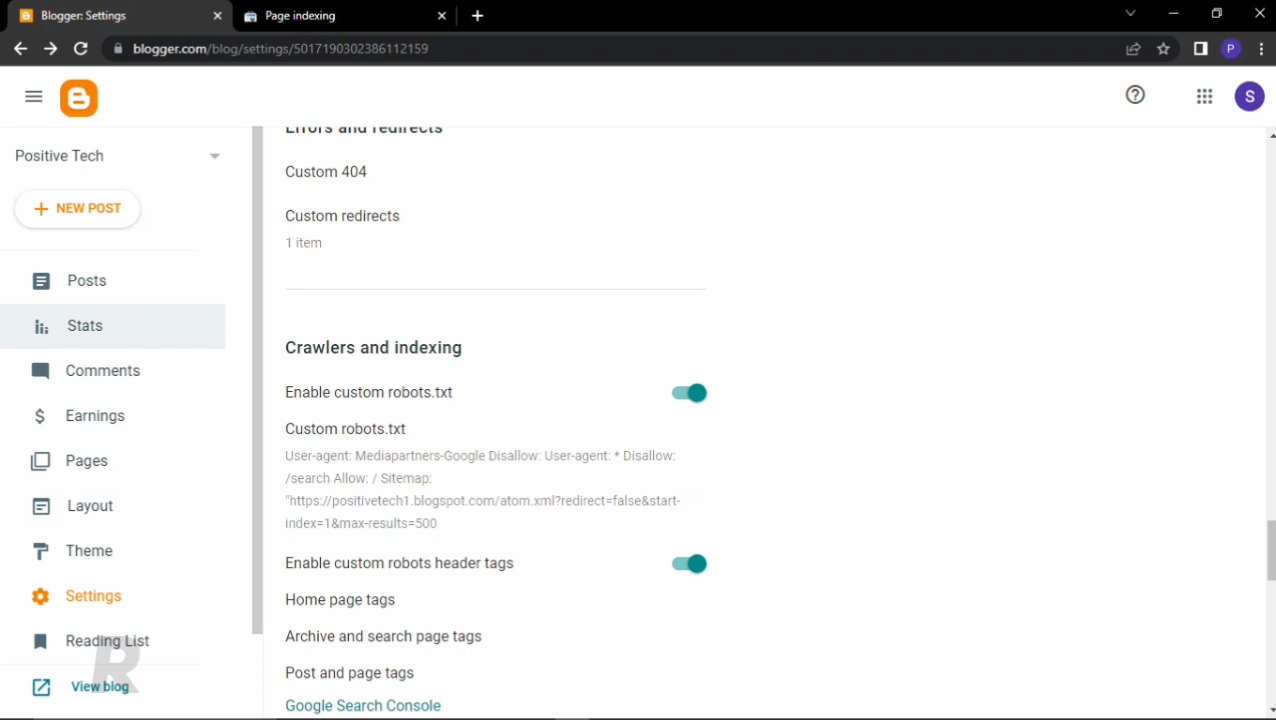 Blogger: Settings
Page indexing
blogger.com/blog/settings/5017190302386112159
P
S
Positive Tech
NEW POST
Posts
Stats
Comments
Earnings
Pages
Layout
Theme
Settings
Reading List
R
View blog
Errors and redirects
Custom 404
Custom redirects
1 item
Crawlers and indexing
Enable custom robots.txt
Custom robots.txt
User-agent: Mediapartners-Google Disallow: User-agent: * Disallow:
/search Allow: / Sitemap:
"https://positivetech1.blogspot.com/atom.xml?redirect=false&start-
index=1&max-results=500
Enable custom robots header tags
Home page tags
Archive and search page tags
Post and page tags
Google Search Console